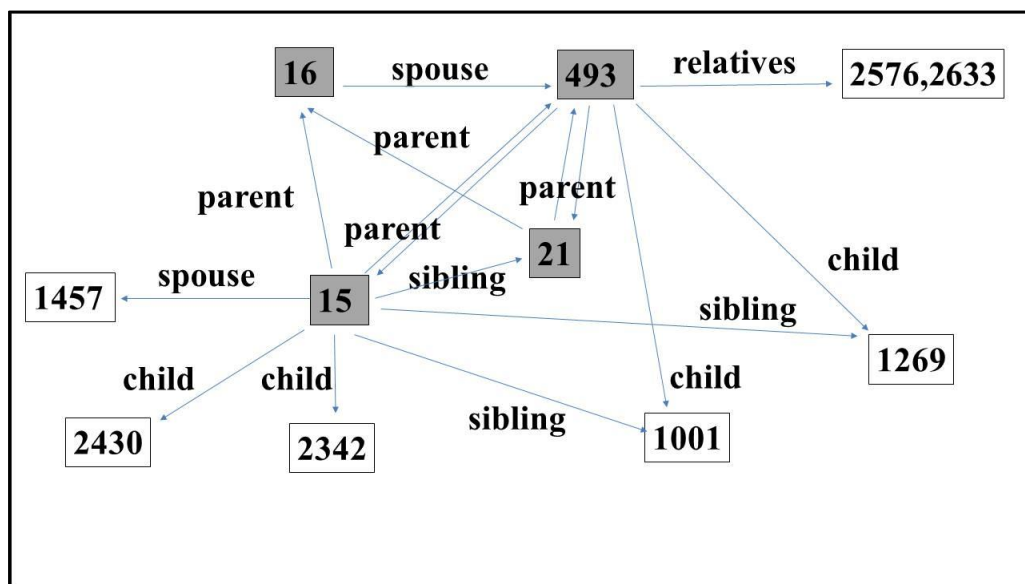 16
spouse
493
relatives
2576,2633
parent
parent
parent
parent
21
child
1457
spouse
15
sibling
sibling
1269
child
child
child
2430
2342
sibling
1001